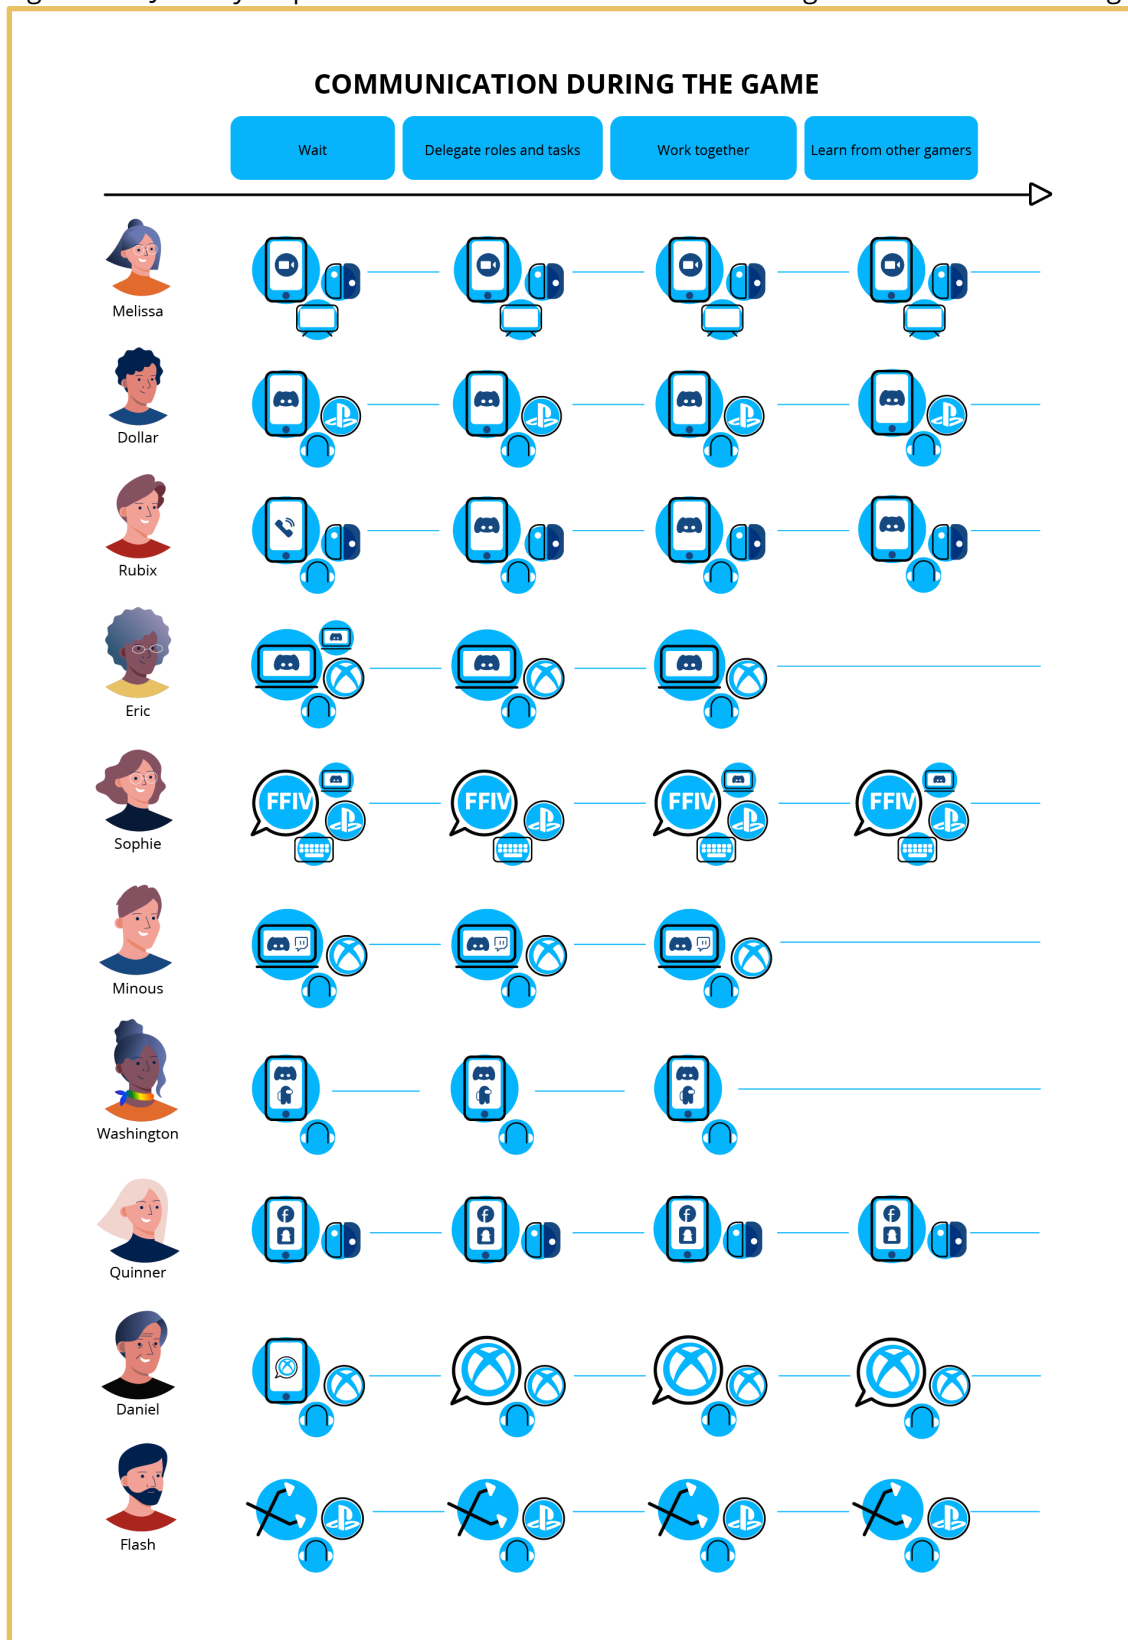 COMMUNICATION DURING THE GAME
Wait
Delegate roles and tasks
Work together
Learn from other gamers
Melissa
Dollar
Rubix
Eric
Sophie
FFIV
FFIV
FFIV
FFIV
Minous
Washington
Quinner
Daniel
Flash